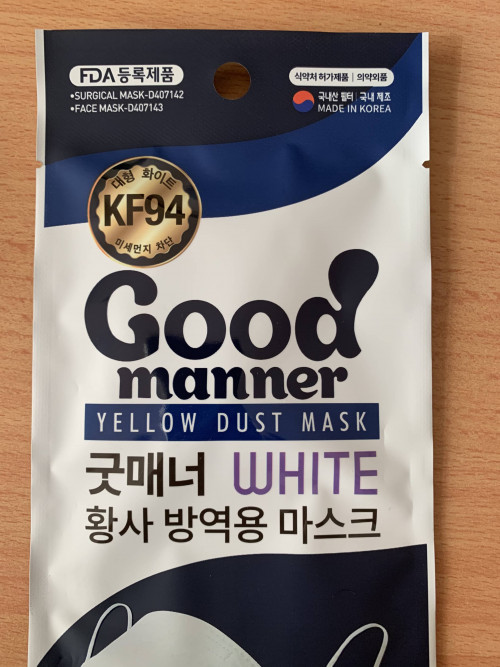 FDA 등록제품
•SURGICAL MASK-D407142
•FACE MASK-D407143
식약처 허가제품 | 의약외품
국내산 필터 | 국내 제조
MADE IN KOREA
대형 화이트
KF94
미세먼지 차단
Good
manner
YELLOW DUST MASK
굿매너 WHITE
황사 방역용 마스크